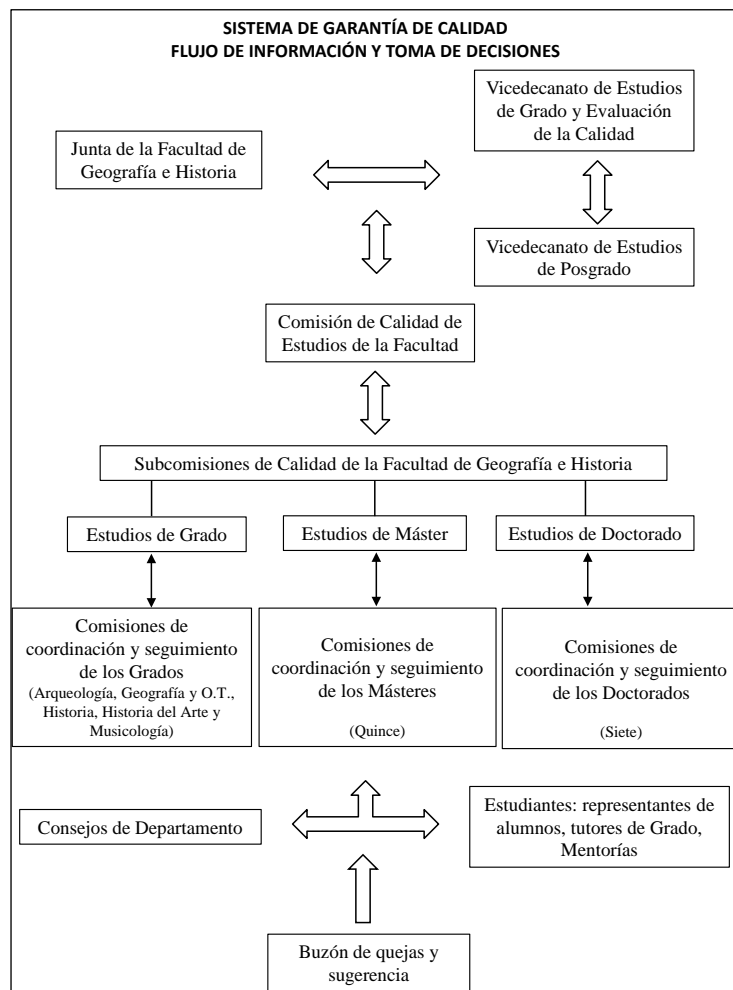 SISTEMA DE GARANTÍA DE CALIDAD
FLUJO DE INFORMACIÓN Y TOMA DE DECISIONES
Vicedecanato de Estudios
de Grado y Evaluación
de la Calidad
Junta de la Facultad de
Geografía e Historia
Vicedecanato de Estudios
de Posgrado
Comisión de Calidad de
Estudios de la Facultad
Subcomisiones de Calidad de la Facultad de Geografía e Historia
Estudios de Grado
Estudios de Máster
Estudios de Doctorado
Comisiones de
coordinación y seguimiento
de los Grados
(Arqueología, Geografía y O.T.,
Historia, Historia del Arte y
Musicología)
Comisiones de
coordinación y seguimiento
de los Másteres
(Quince)
Comisiones de
coordinación y seguimiento
de los Doctorados
(Siete)
Consejos de Departamento
Estudiantes: representantes de
alumnos, tutores de Grado,
Mentorías
Buzón de quejas y
sugerencia